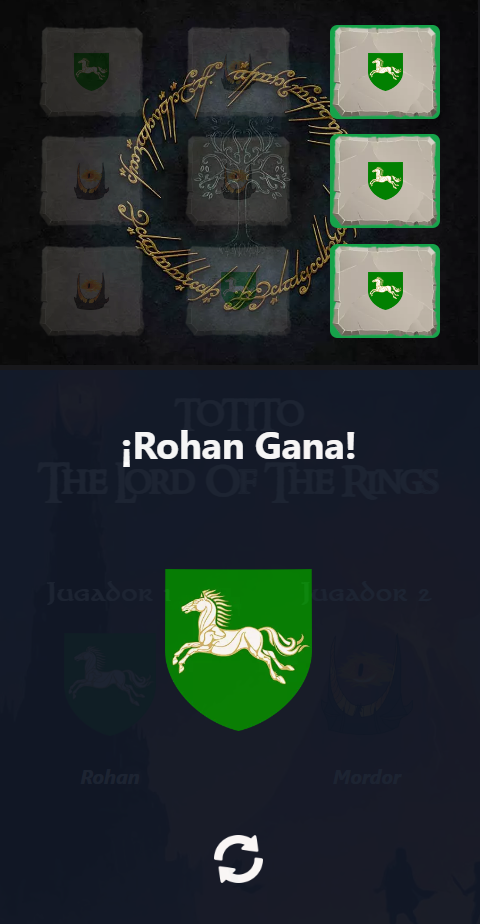 TOTITO
¡Rohan Gana!
The Lord Of The Rings
Jugador 1
Jugador 2
Rohan
Mordor